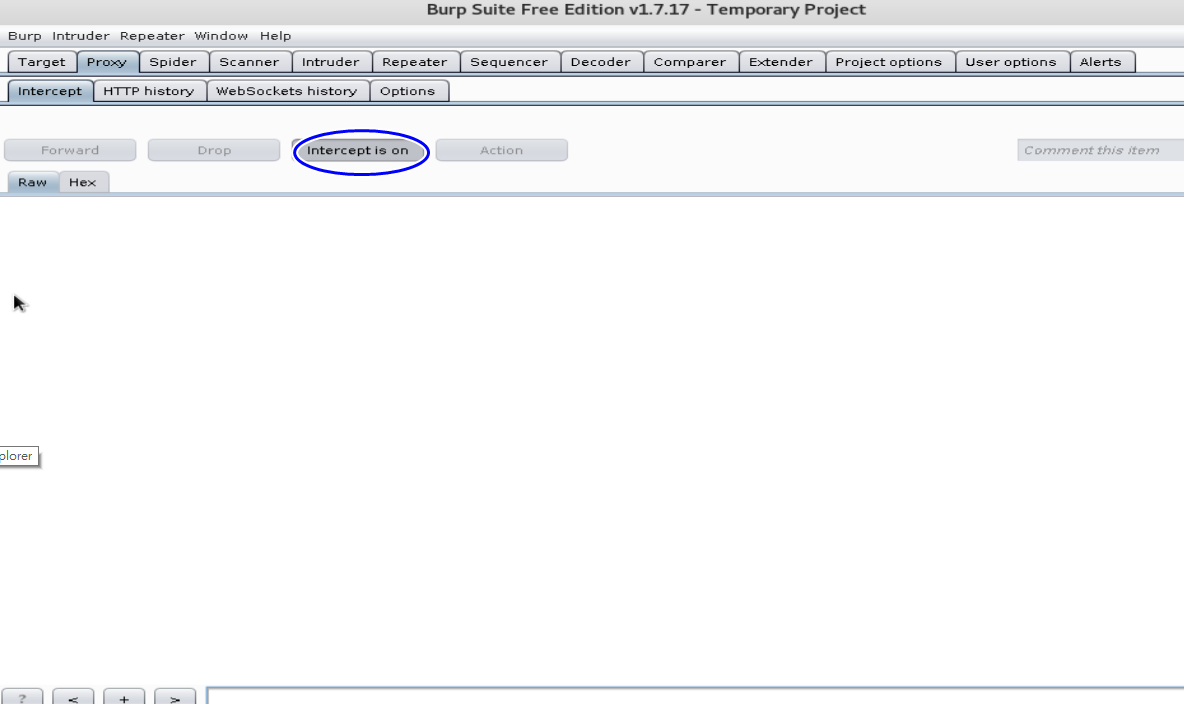 Burp Suite Free Edition v1.7.17 - Temporary Project
Burp Intruder Repeater Window Help
Target Proxy Spider Scanner Intruder Repeater Sequencer Decoder Comparer Extender Project options User options Alerts
Intercept HTTP history WebSockets history Options
Forward Drop Intercept is on Action Comment this item
Raw Hex
plorer
? < + >